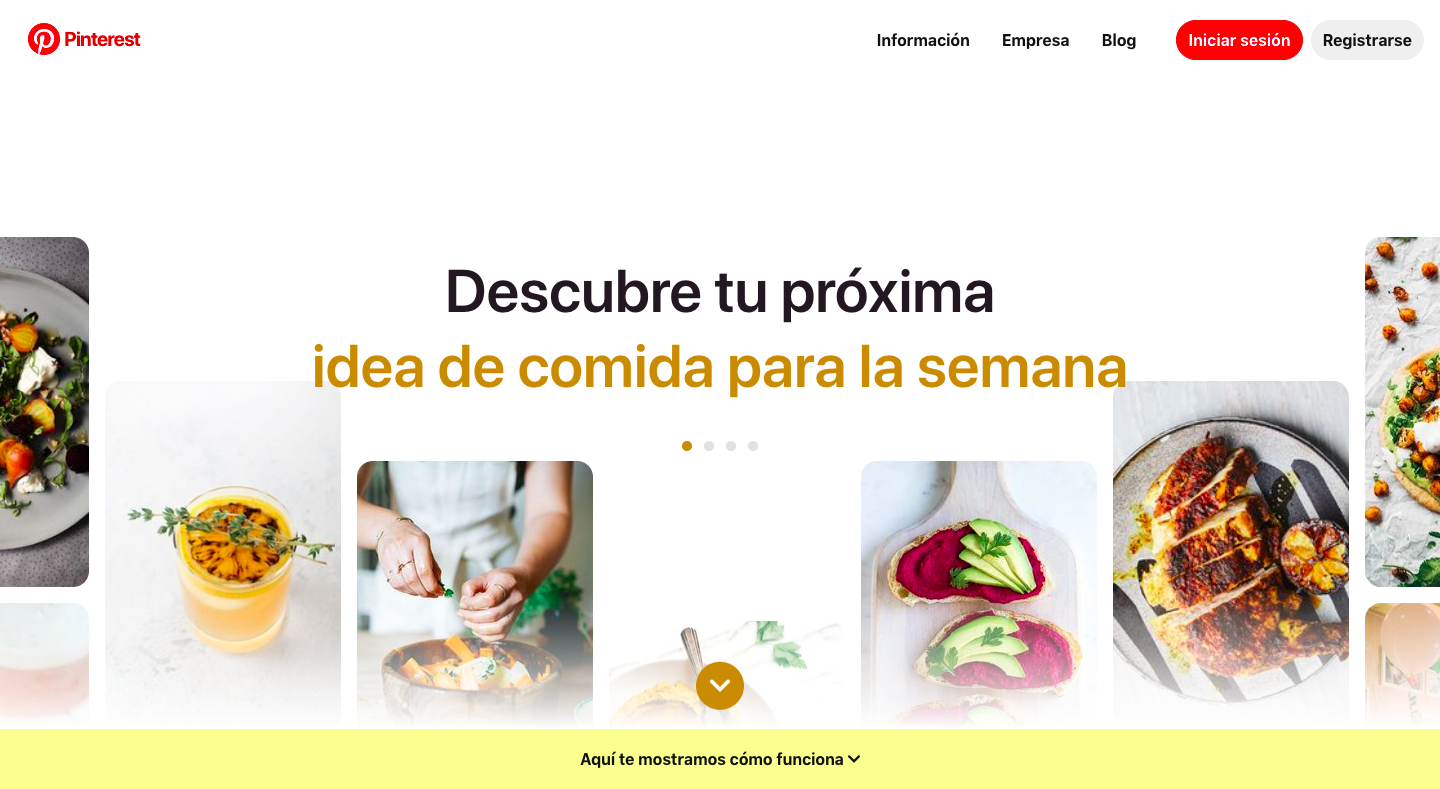 Pinterest
Información
Empresa
Blog
Iniciar sesión
Registrarse
Descubre tu próxima
idea de comida para la semana
Aquí te mostramos cómo funciona